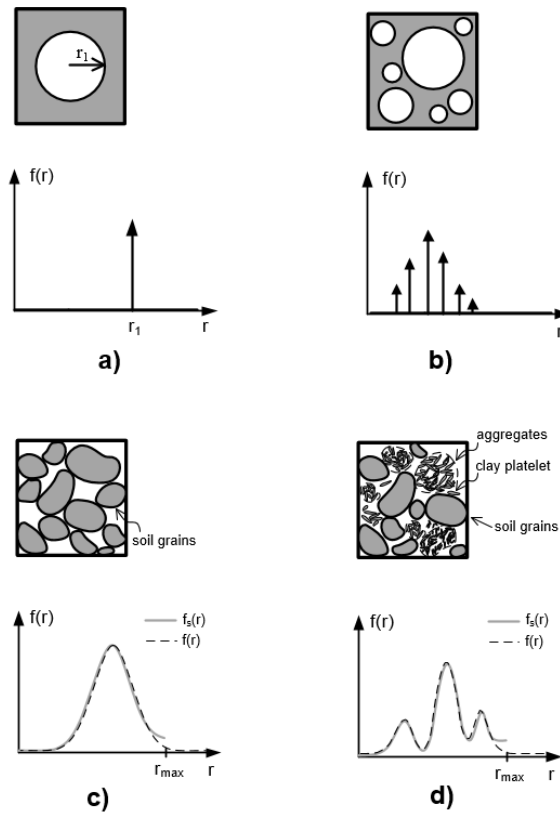 r1
f(r)
r1
r
a)
f(r)
r
b)
soil grains
f(r)
fs(r)
f(r)
rmax
r
c)
aggregates
clay platelet
soil grains
f(r)
fs(r)
f(r)
rmax
r
d)